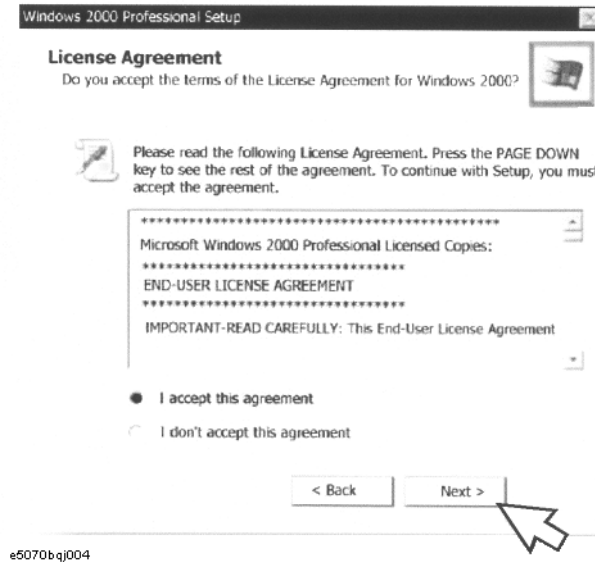 Windows 2000 Professional Setup
License Agreement
Do you accept the terms of the License Agreement for Windows 2000?
Please read the following License Agreement. Press the PAGE DOWN
key to see the rest of the agreement. To continue with Setup, you must
accept the agreement.
*********************************************
Microsoft Windows 2000 Professional Licensed Copies:
*********************************
END-USER LICENSE AGREEMENT
*********************************
IMPORTANT-READ CAREFULLY: This End-User License Agreement
I accept this agreement
I don't accept this agreement
< Back
Next >
e5070bqj004